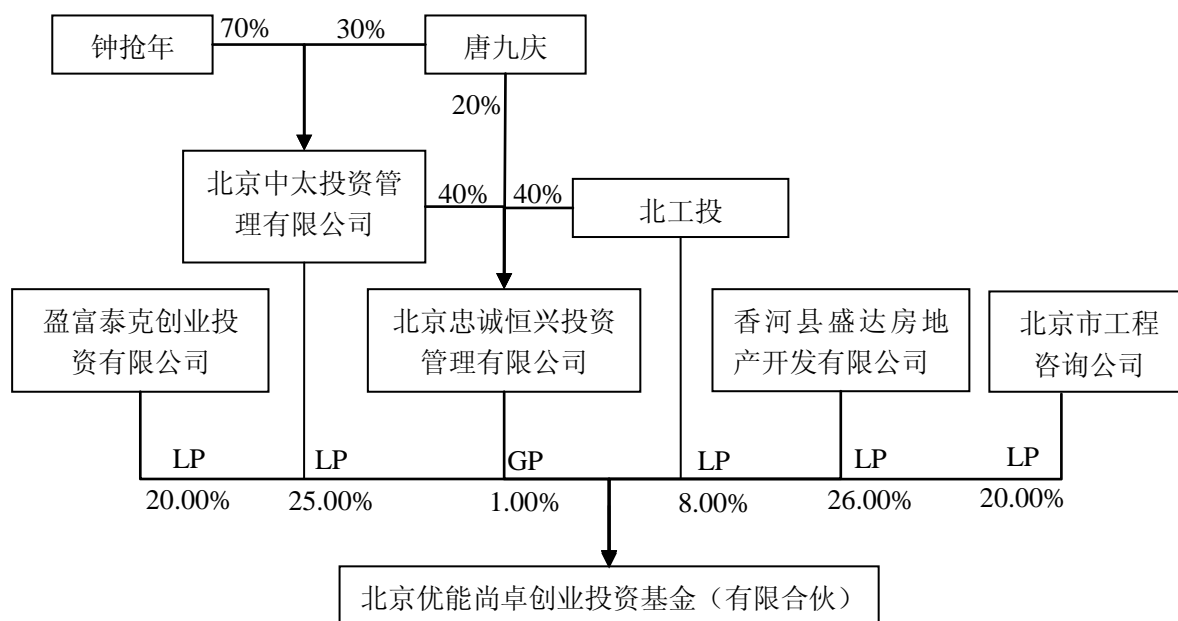 钟抢年
70%
30%
唐九庆
20%
北京中太投资管
理有限公司
40%
40%
北工投
盈富泰克创业投
资有限公司
北京忠诚恒兴投资
管理有限公司
香河县盛达房地
产开发有限公司
北京市工程
咨询公司
LP
LP
GP
LP
LP
LP
20.00%
25.00%
1.00%
8.00%
26.00%
20.00%
北京优能尚卓创业投资基金（有限合伙）